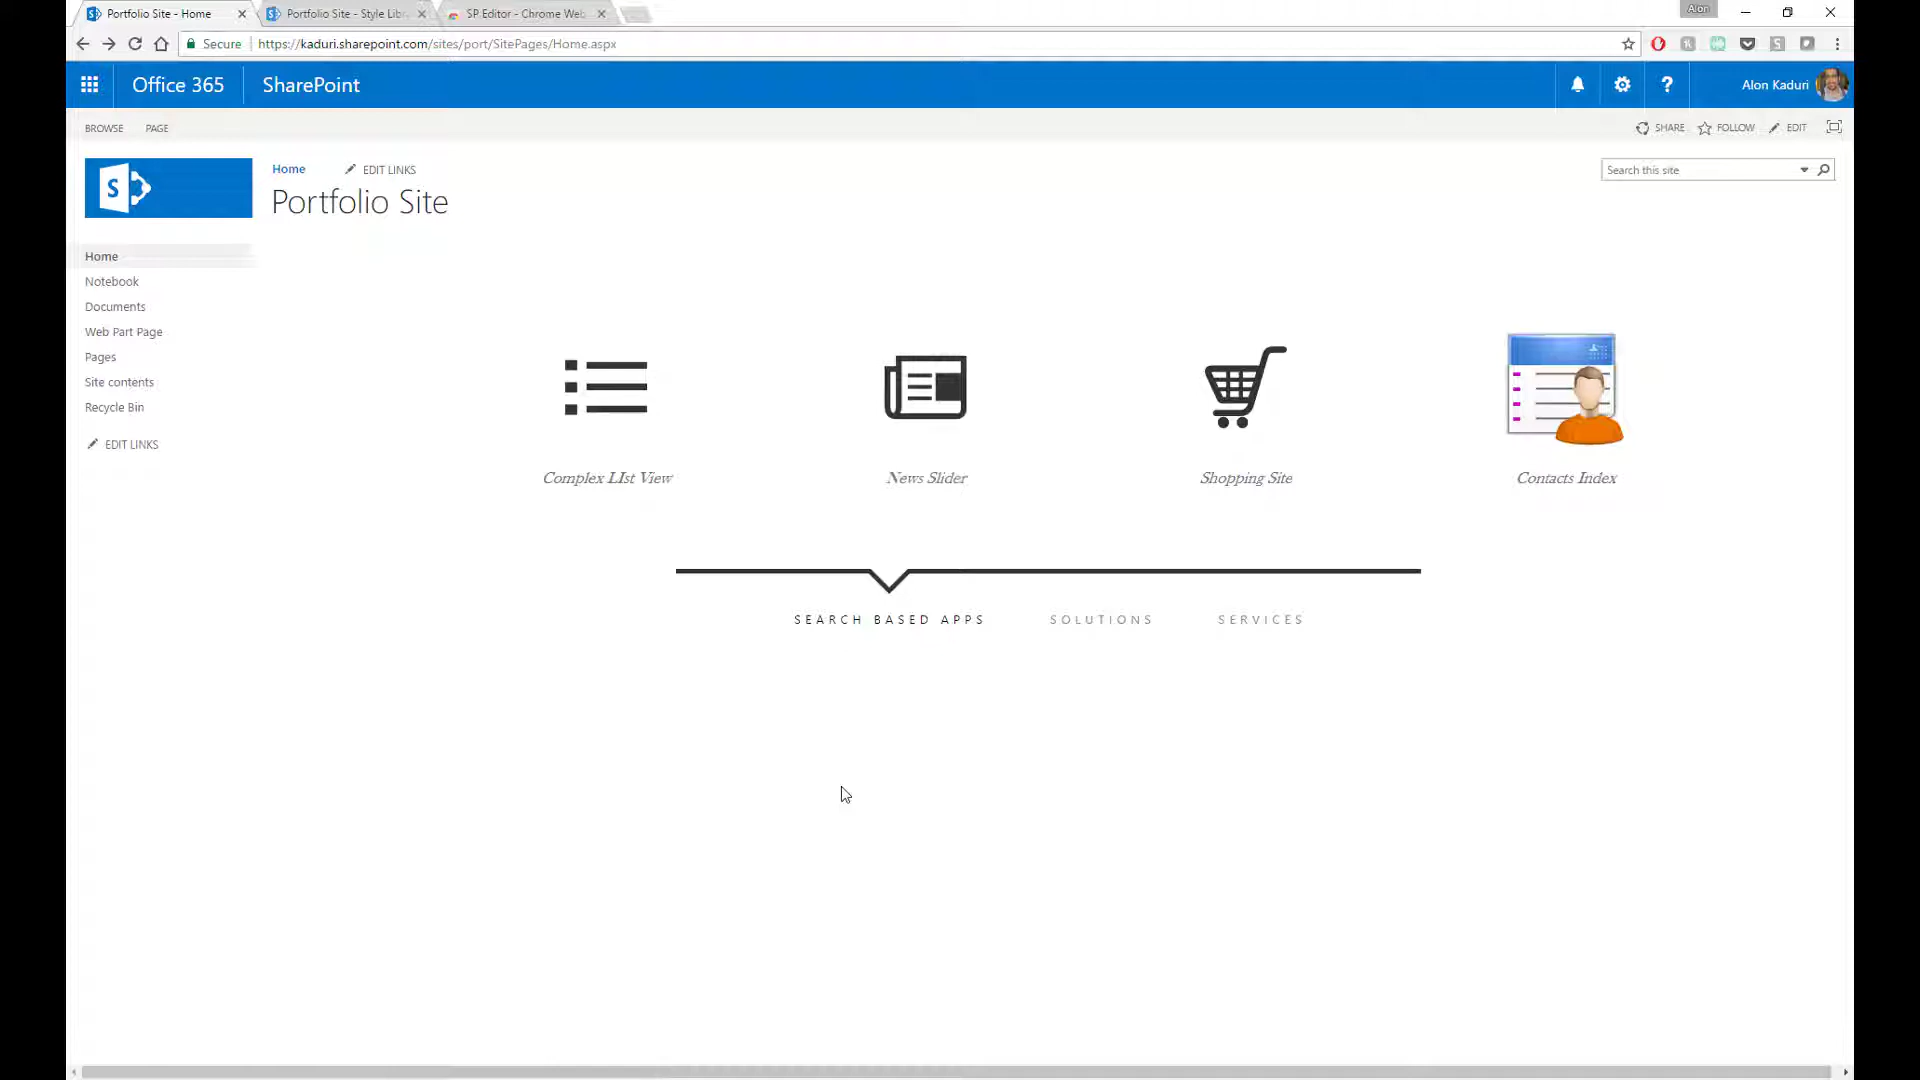 Portfolio Site - Home
Portfolio Site - Style Libr
SP Editor - Chrome Web
Alon
Secure https://kaduri.sharepoint.com/sites/port/SitePages/Home.aspx
Office 365 SharePoint ? Alon Kaduri
BROWSE PAGE SHARE FOLLOW EDIT
S Home EDIT LINKS Search this site
Portfolio Site
Home
Notebook
Documents
Web Part Page
Pages
Site contents
Recycle Bin
EDIT LINKS
Complex LIst View News Slider Shopping Site Contacts Index
SEARCH BASED APPS SOLUTIONS SERVICES